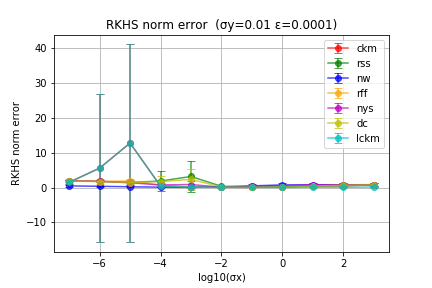 RKHS norm error (σy=0.01 ε=0.0001)
RKHS norm error
40
30
20
10
0
−10
−6
−4
−2
0
2
log10(σx)
ckm
rss
nw
rff
nys
dc
lckm